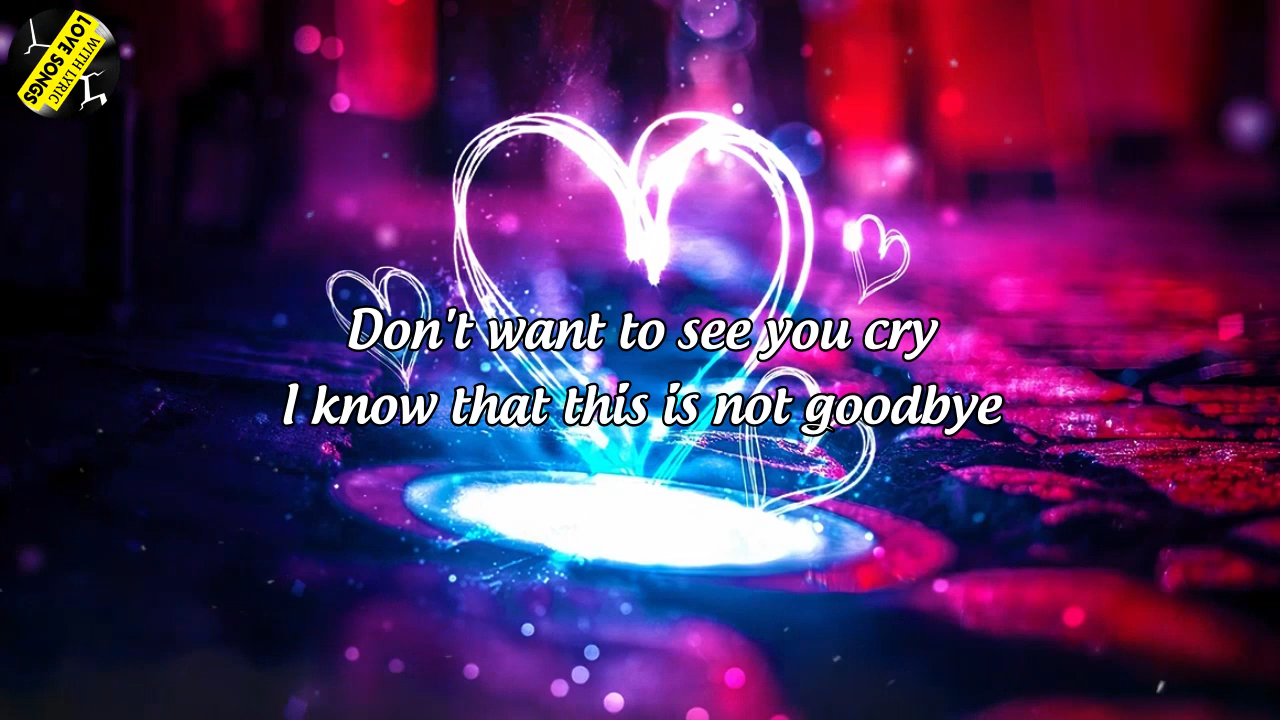 LOVE SONGS
WITH LYRIC
Don't want to see you cry
I know that this is not goodbye